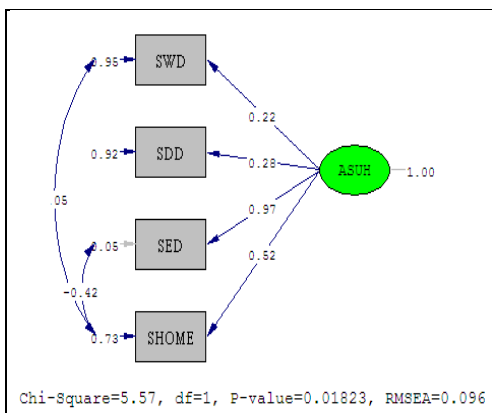 0.95
SWD
0.22
0.92
SDD
0.28
ASUH
1.00
.05
0.97
0.05
SED
-0.42
0.52
0.73
SHOME
Chi-Square=5.57, df=1, P-value=0.01823, RMSEA=0.096